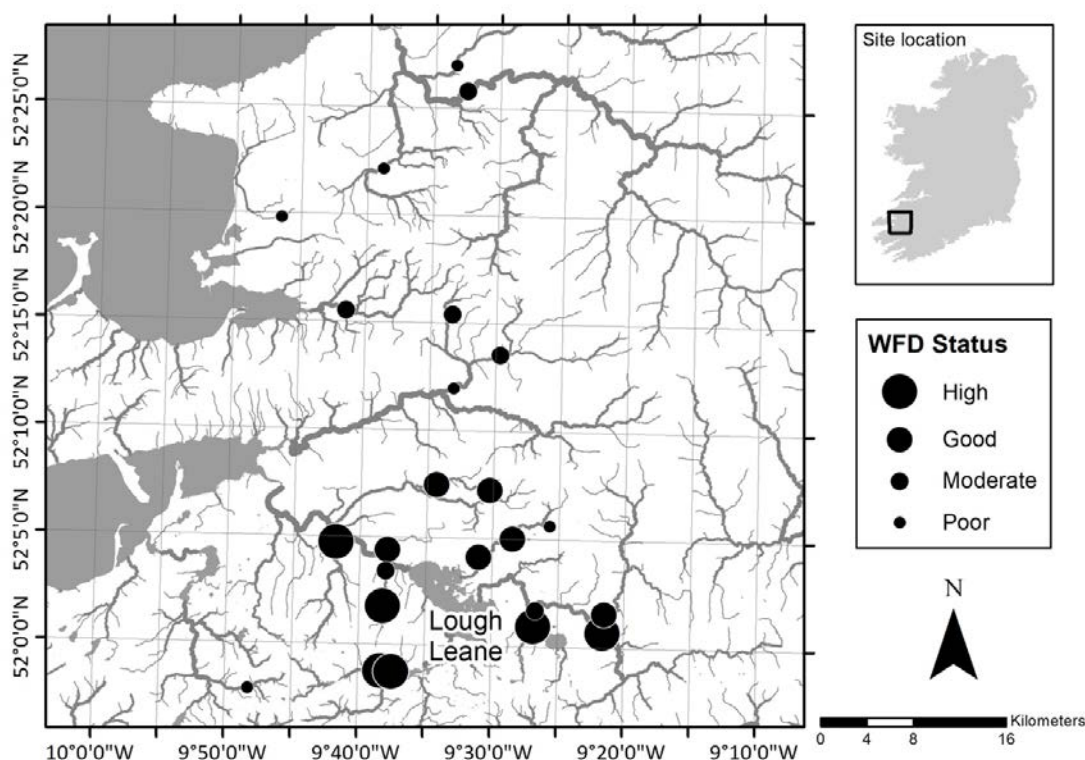 52°25'0"N
52°20'0"N
52°15'0"N
52°10'0"N
52°5'0"N
52°0'0"N
10°0'0"W 9°50'0"W 9°40'0"W 9°30'0"W 9°20'0"W 9°10'0"W
Lough
Leane
Site location
WFD Status
High
Good
Moderate
Poor
N
Kilometers
0 4 8 16